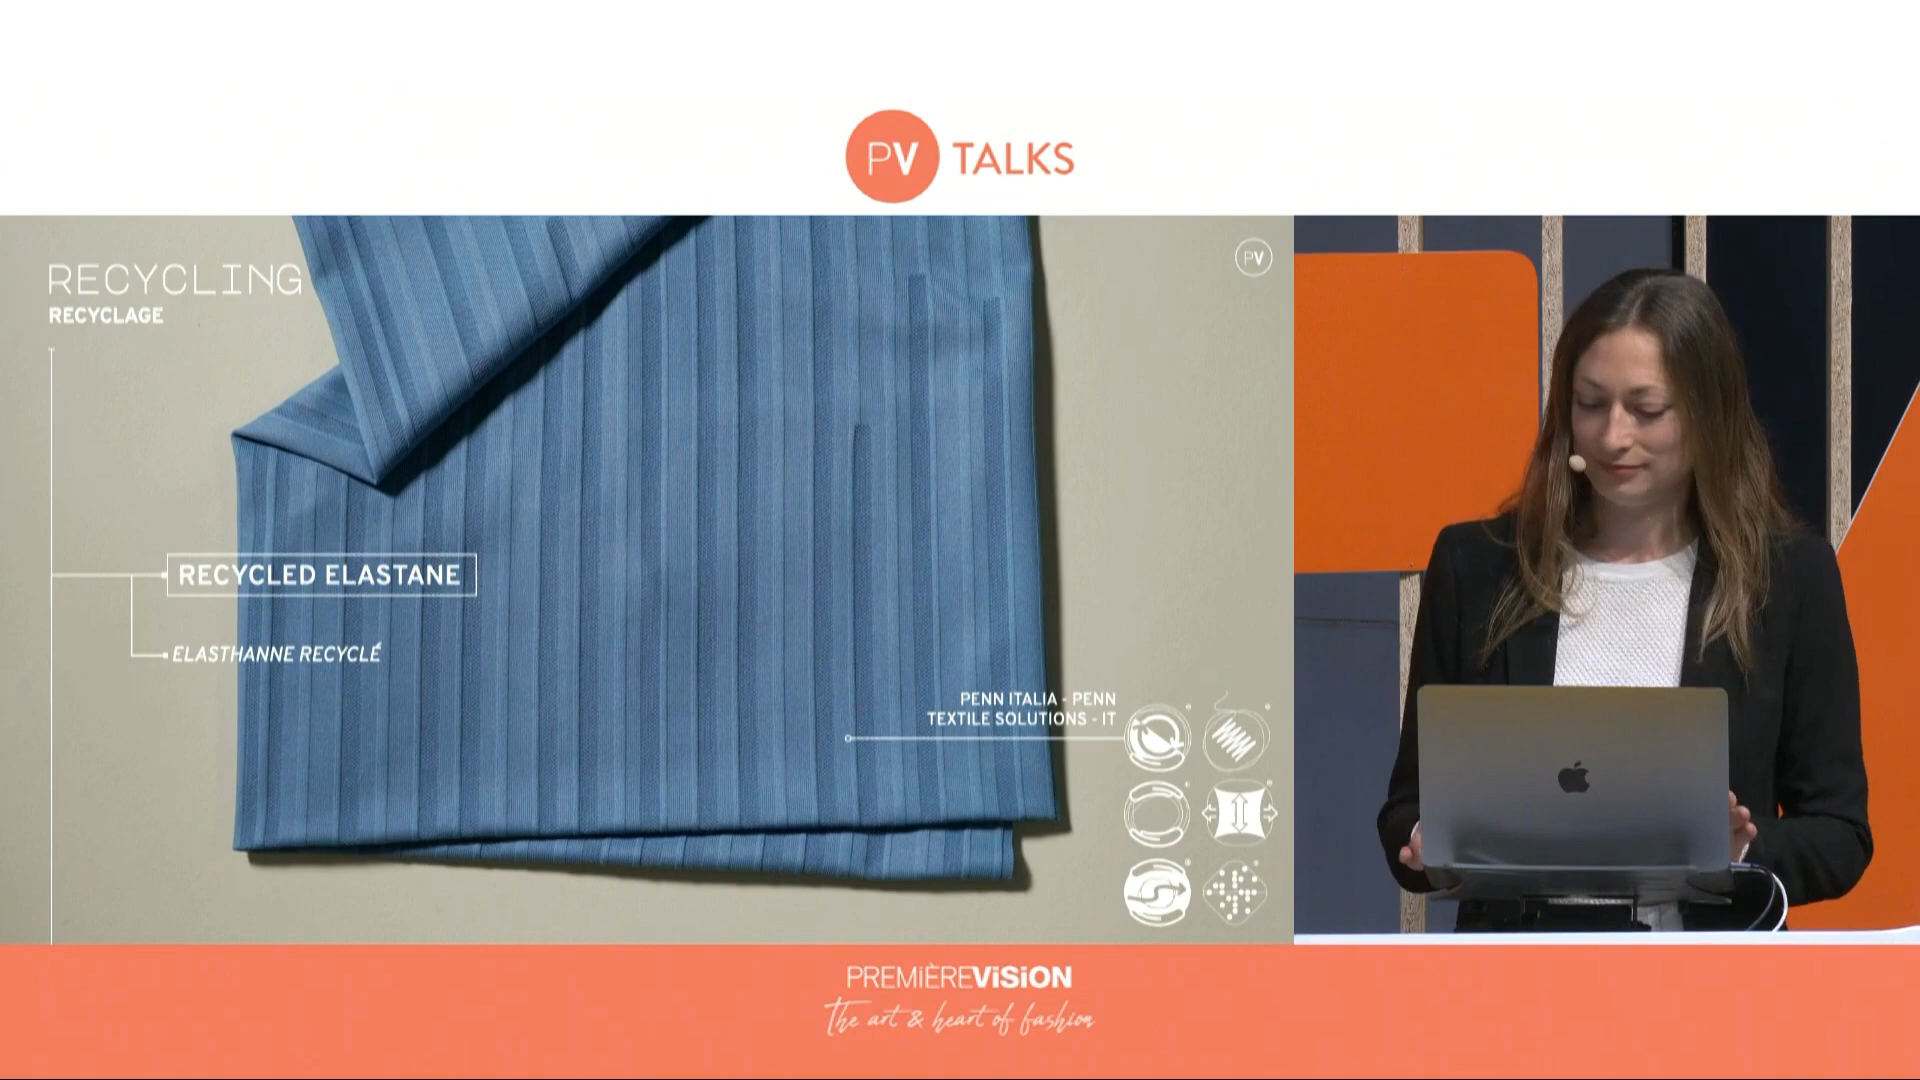 PV TALKS
RECYCLING
RECYCLAGE
PV
RECYCLED ELASTANE
ELASTHANNE RECYCLÉ
PENN ITALIA - PENN
TEXTILE SOLUTIONS - IT
PREMIÈREViSiON
The art & heart of fashion